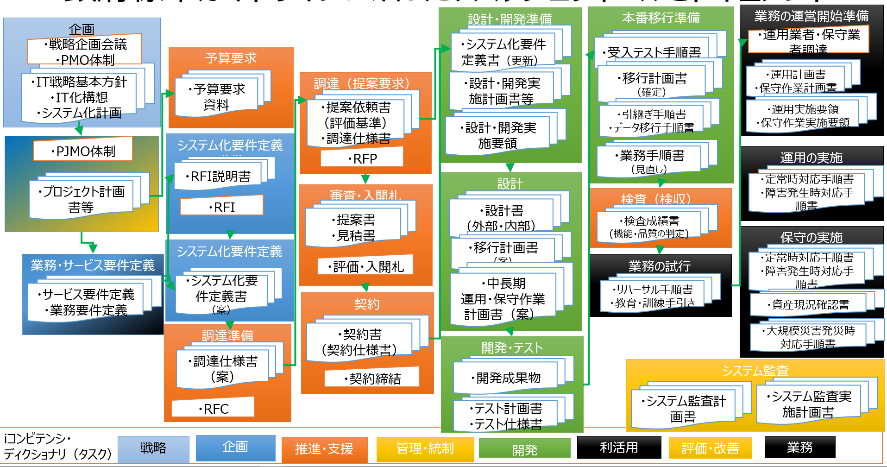 企画
・戦略企画会議
・PMO体制
・IT戦略基本方針
・IT化構想
・システム化計画
・PJMO体制
・プロジェクト計画
書等
業務・サービス要件定義
・サービス要件定義
・業務要件定義
予算要求
・予算要求
資料
システム化要件定義
・RFI説明書
・RFI
システム化要件定義
・システム化要
件定義書
(案)
調達準備
・調達仕様書
(案)
・RFC
調達(提案要求)
・提案依頼書
(評価基準)
・調達仕様書
・RFP
審査・入開札
・提案書
・見積書
・評価・入開札
契約
・契約書
(契約仕様書)
・契約締結
設計・開発準備
・システム化要件
定義書(更新)
・設計・開発実
施計画書等
・設計・開発実
施要領
設計
・設計書
(外部・内部)
・移行計画書
(案)
・中長期
運用・保守作業
計画書(案)
開発・テスト
・開発成果物
・テスト計画書
・テスト仕様書
本番移行準備
・受入テスト手順書
・移行計画書
(確定)
・引継ぎ手順書
・データ移行手順書
・業務手順書
(見直し)
検査(検収)
・検査成績書
(機能・品質の判定)
業務の試行
・リハーサル手順書
・教育・訓練手引き
業務の運営開始準備
・運用業者・保守業
者調達
・運用計画書
・保守作業計画書
・運用実施要領
・保守作業実施要領
運用の実施
・定常時対応手順書
・障害発生時対応手
順書
保守の実施
・定常時対応手順書
・障害発生時対応手
順書
・資産現況確認書
・大規模災害発災時
対応手順書
システム監査
・システム監査計
画書
・システム監査実
施計画書
iコンピテンシ・
ディクショナリ(タスク)
戦略
企画
推進・支援
管理・統制
開発
利活用
評価・改善
業務